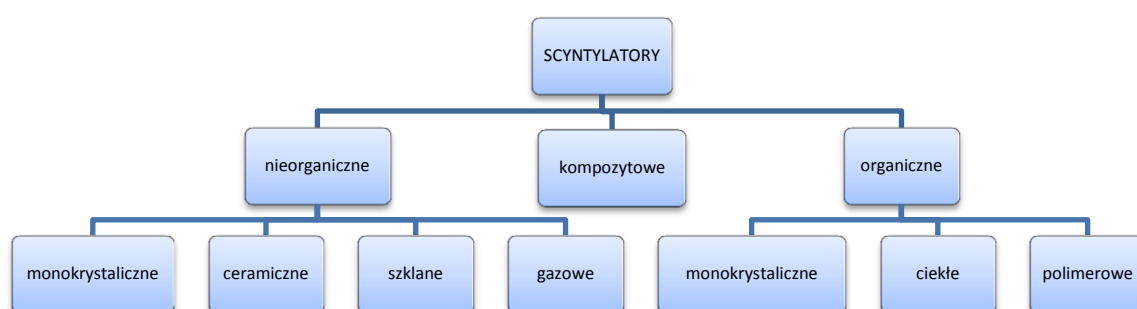 SCYNTYLATORY
nieorganiczne
kompozytowe
organiczne
monokrystaliczne
ceramiczne
szklane
gazowe
monokrystaliczne
ciekłe
polimerowe